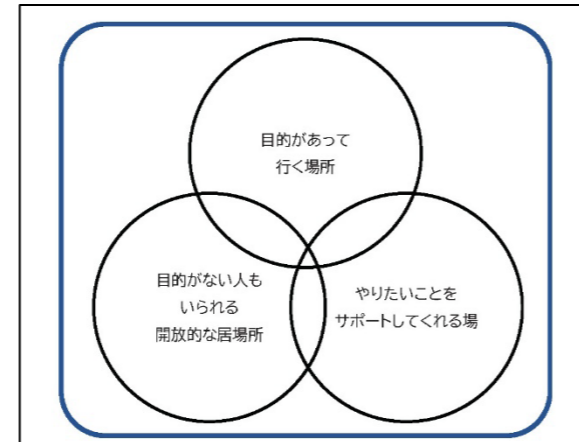 目的があって
行く場所
目的がない人も
いられる
開放的な居場所
やりたいことを
サポートしてくれる場